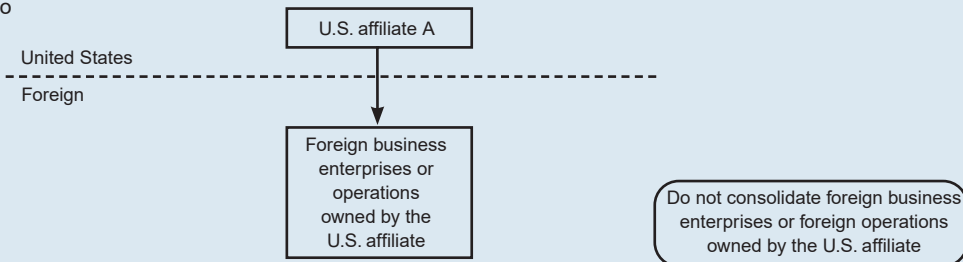 o
U.S. affiliate A
United States
Foreign
Foreign business
enterprises or
operations
owned by the
U.S. affiliate
Do not consolidate foreign business
enterprises or foreign operations
owned by the U.S. affiliate